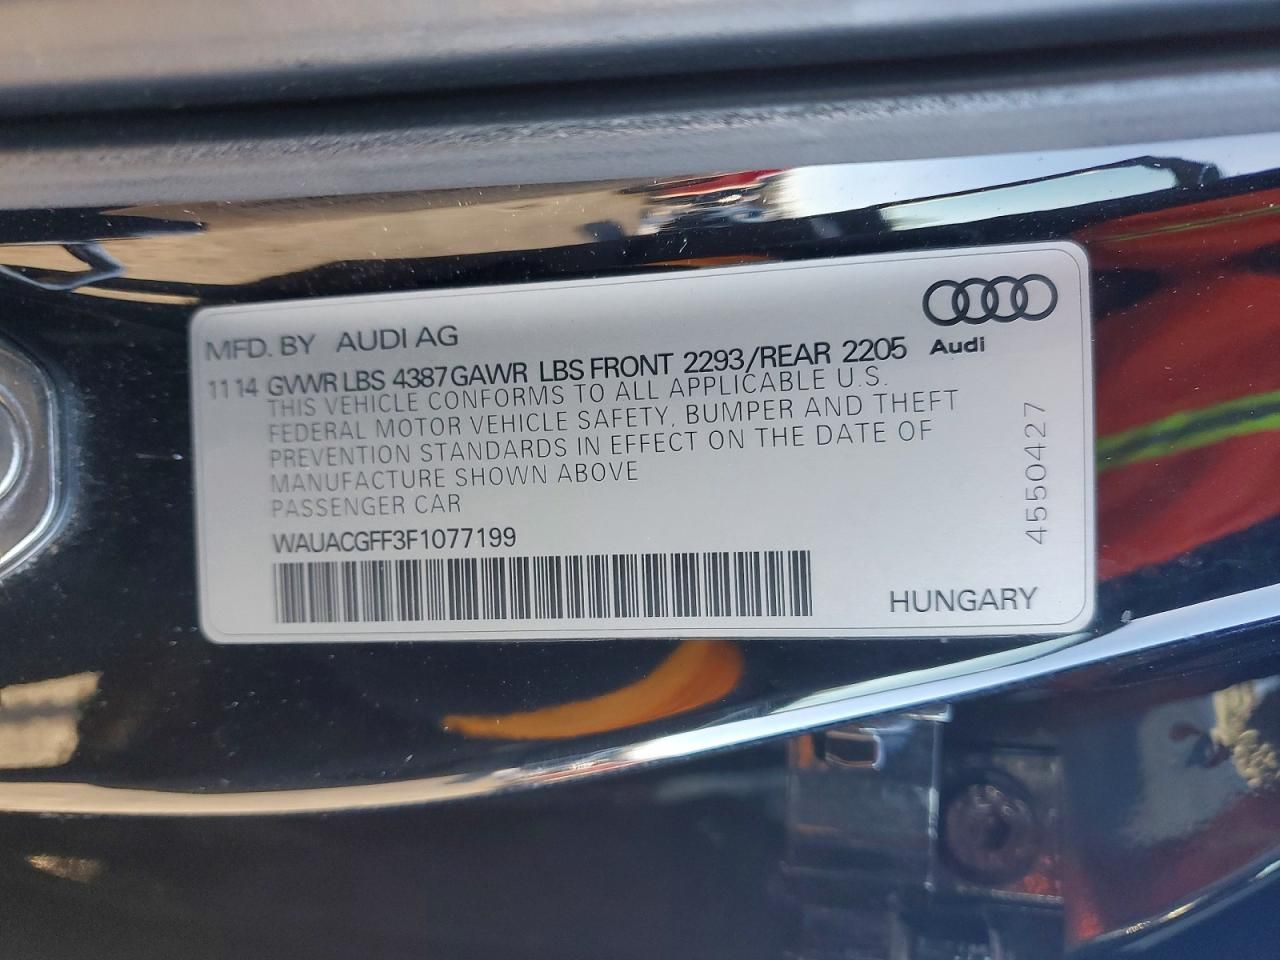 MFD. BY AUDI AG
Audi
11 14 GVWR LBS 4387 GAWR LBS FRONT 2293/REAR 2205
THIS VEHICLE CONFORMS TO ALL APPLICABLE U.S.
FEDERAL MOTOR VEHICLE SAFETY, BUMPER AND THEFT
PREVENTION STANDARDS IN EFFECT ON THE DATE OF
MANUFACTURE SHOWN ABOVE
PASSENGER CAR
WAUACGFF3F1077199
4550427
HUNGARY